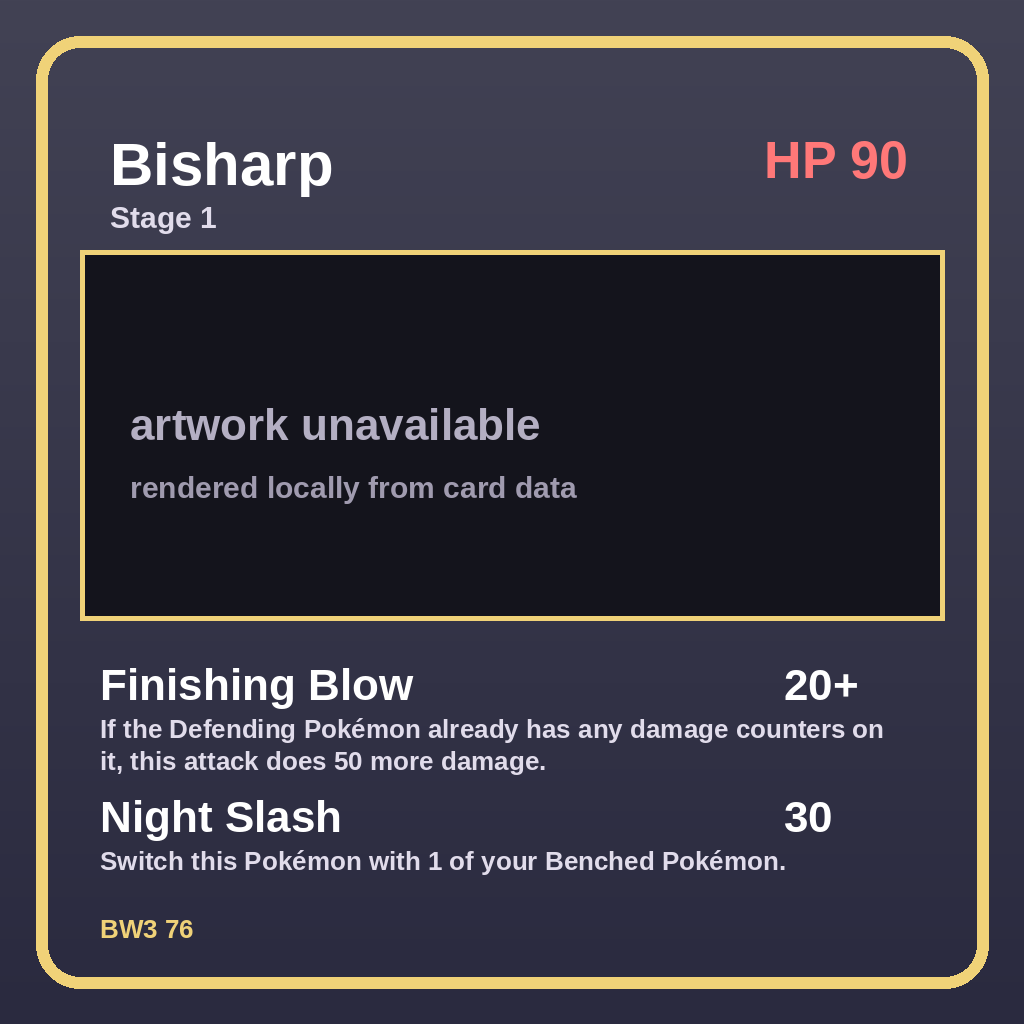 Bisharp
HP 90
Stage 1
artwork unavailable
rendered locally from card data
Finishing Blow 20+
If the Defending Pokémon already has any damage counters on
it, this attack does 50 more damage.
Night Slash 30
Switch this Pokémon with 1 of your Benched Pokémon.
BW3 76